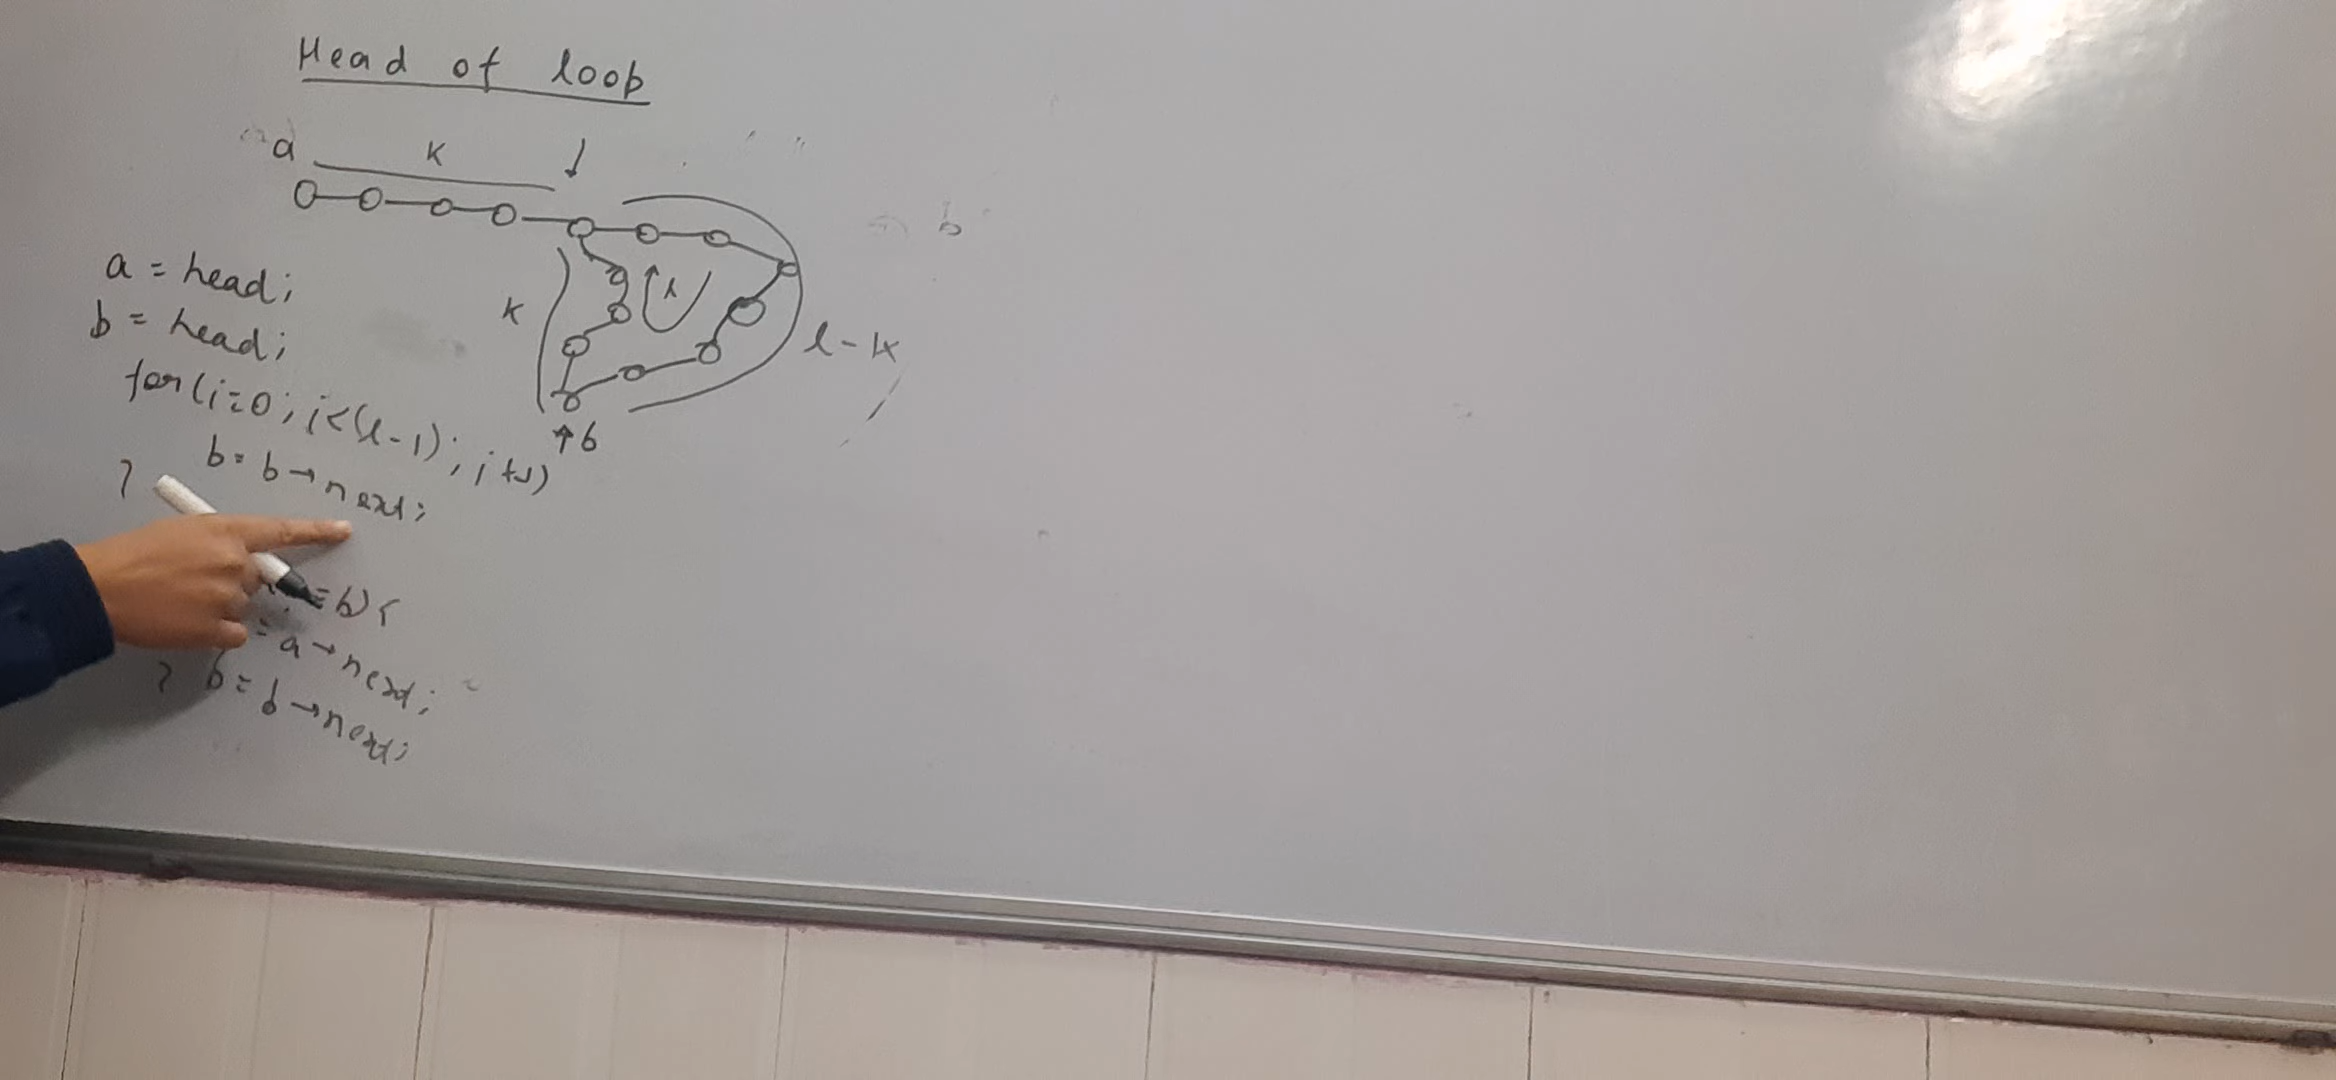 Head of loop
a
K
b
K
l
l-K
↑b
a = head;
b = head;
for(i=0; i<(l-1); i++)
b = b→next;
}
=b){
= a→next;
} b = b→next;